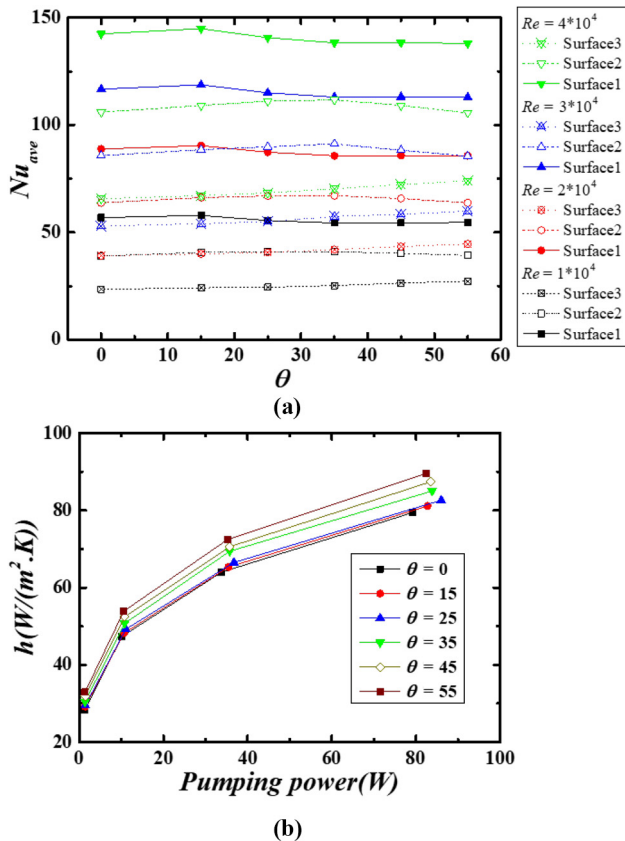 (a)
150
100
50
0
Nu_ave
0 10 20 30 40 50 60
θ
Re = 4*10^4
Surface3
Surface2
Surface1
Re = 3*10^4
Surface3
Surface2
Surface1
Re = 2*10^4
Surface3
Surface2
Surface1
Re = 1*10^4
Surface3
Surface2
Surface1
(a)
100
80
60
40
20
h(W/(m^2.K))
θ = 0
θ = 15
θ = 25
θ = 35
θ = 45
θ = 55
0 20 40 60 80 100
Pumping power(W)
(b)